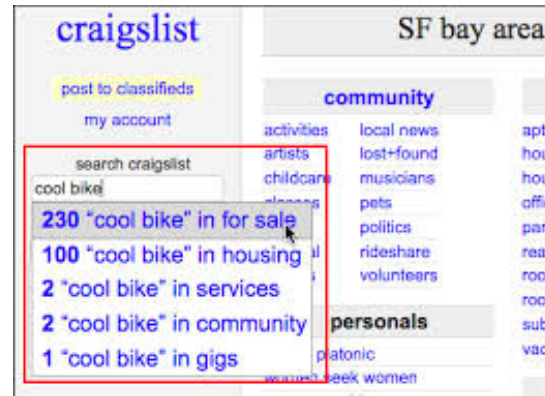 craigslist
post to classifieds
my account
search craigslist
cool bike
230 "cool bike" in for sale
100 "cool bike" in housing
2 "cool bike" in services
2 "cool bike" in community
1 "cool bike" in gigs
SF bay area
community
activities local news
artists lost+found
childcare musicians
pets
politics
rideshare
volunteers
personals
platonic
women seek women